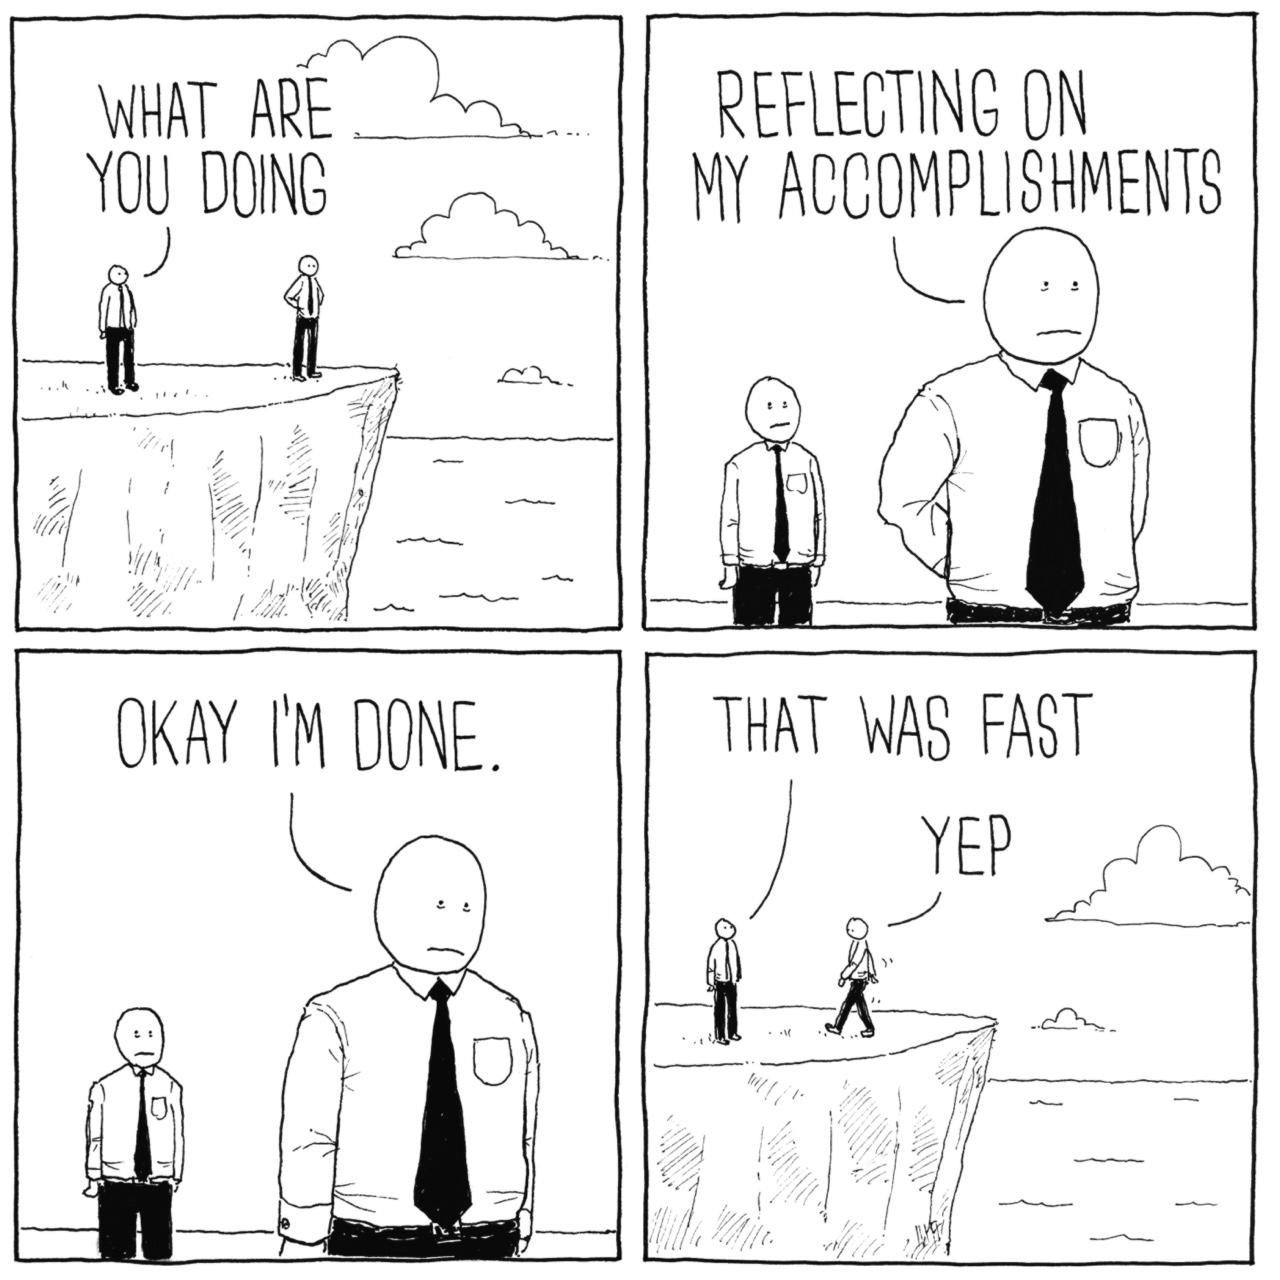 WHAT ARE
YOU DOING
REFLECTING ON
MY ACCOMPLISHMENTS
OKAY I'M DONE.
THAT WAS FAST
YEP